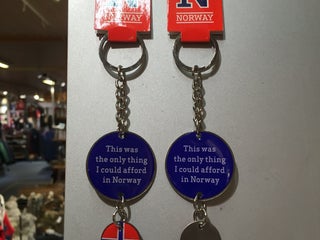 NORWAY
N
NORWAY
This was
the only thing
I could afford
in Norway
This was
the only thing
I could afford
in Norway